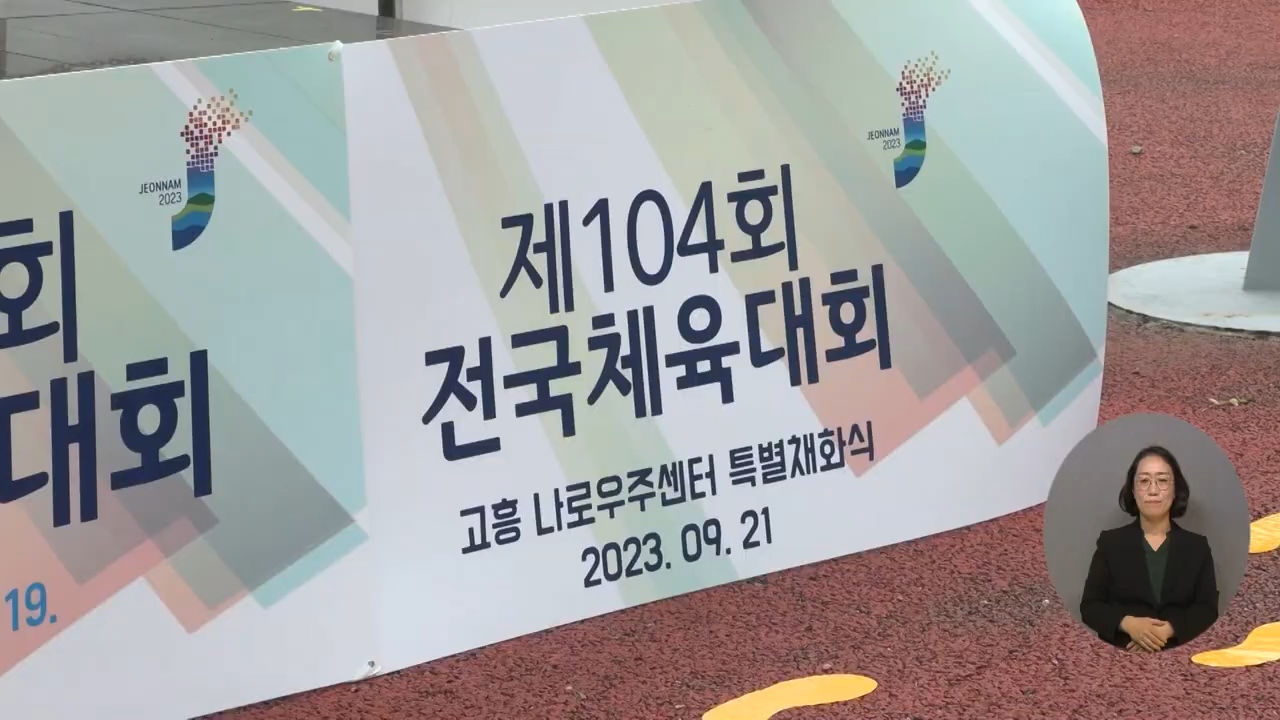 회
대회
19.
JEONNAM
2023
JEONNAM
2023
제104회
전국체육대회
고흥 나로우주센터 특별채화식
2023. 09. 21